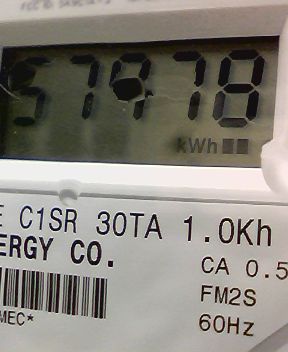 57978
kWh
E C1SR 30TA 1.0Kh
ERGY CO.
CA 0.5
FM2S
MEC*
60Hz